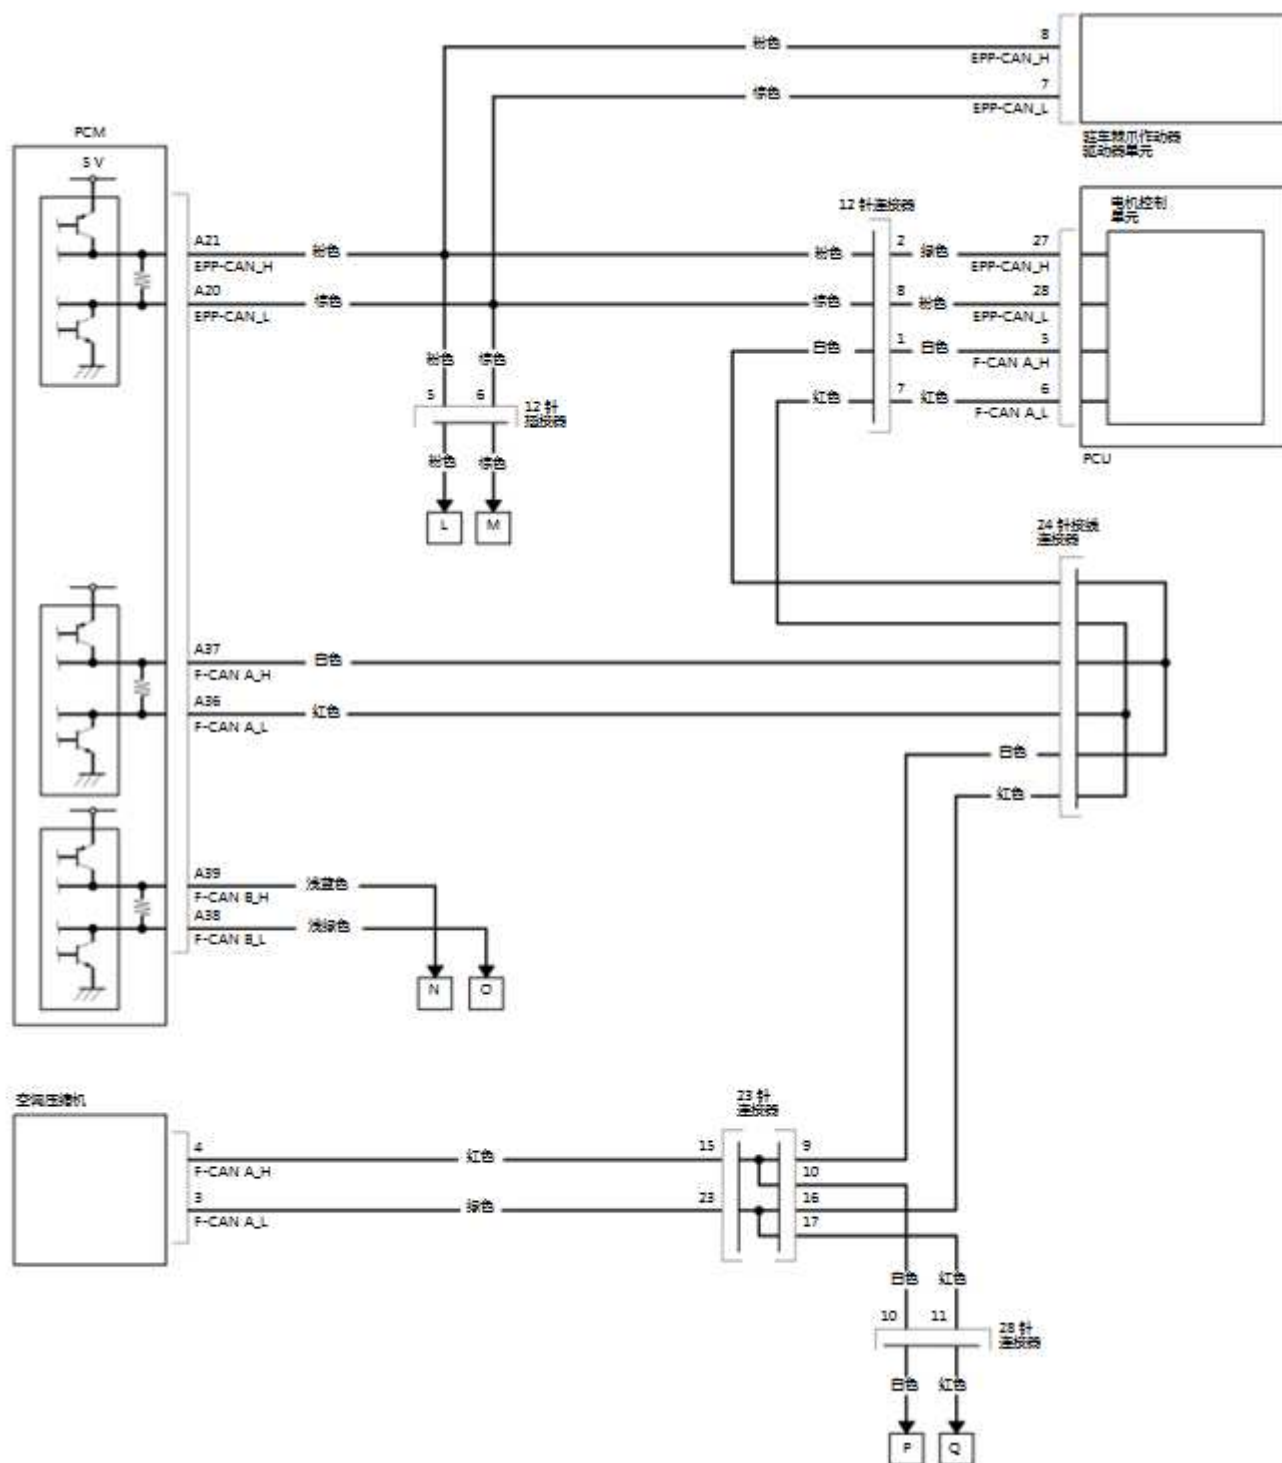 粉色
8
EPP-CAN_H
棕色
7
EPP-CAN_L
驻车棘爪作动器
驱动器单元
PCM
5 V
12 针连接器
电机控制
单元
A21
粉色
粉色
2
绿色
27
EPP-CAN_H
EPP-CAN_H
A20
棕色
棕色
8
粉色
28
EPP-CAN_L
EPP-CAN_L
白色
1
白色
5
F-CAN A_H
粉色
棕色
红色
7
红色
6
F-CAN A_L
5
6
12 针
插接器
PCU
粉色
棕色
L
M
24 针接线
连接器
A37
白色
F-CAN A_H
A36
红色
F-CAN A_L
白色
红色
A39
浅蓝色
F-CAN B_H
A38
浅绿色
F-CAN B_L
N
O
空调压缩机
23 针
连接器
4
红色
15
9
F-CAN A_H
10
3
绿色
23
16
F-CAN A_L
17
白色
红色
10
11
28 针
连接器
白色
红色
P
Q